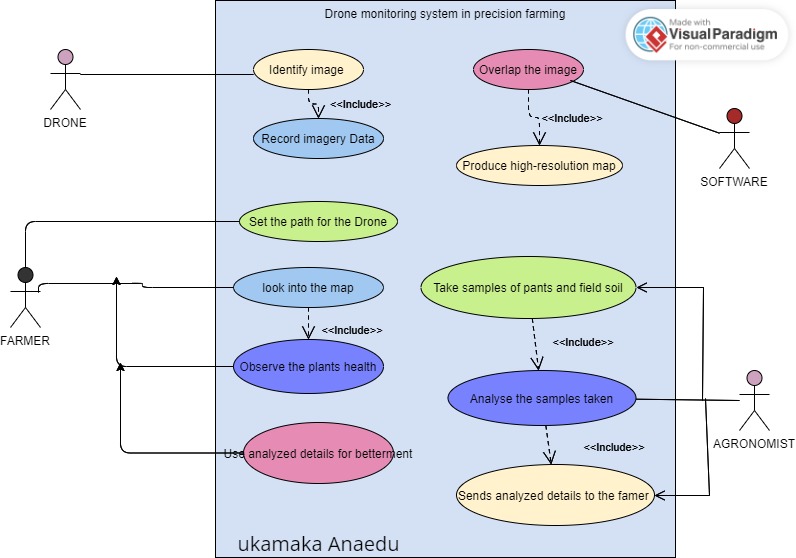 Drone monitoring system in precision farming
Made with
VisualParadigm
For non-commercial use
Identify image
Overlap the image
<<Include>>
<<Include>>
DRONE
Record imagery Data
Produce high-resolution map
SOFTWARE
Set the path for the Drone
look into the map
Take samples of pants and field soil
<<Include>>
<<Include>>
FARMER
Observe the plants health
Analyse the samples taken
AGRONOMIST
Use analyzed details for betterment
<<Include>>
Sends analyzed details to the famer
ukamaka Anaedu